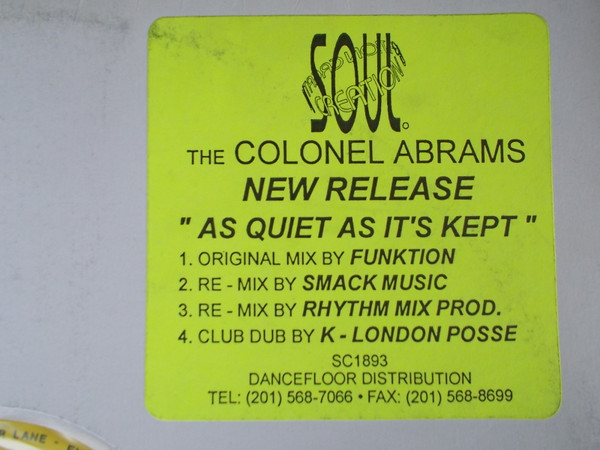 SOUL
CREATION
THE COLONEL ABRAMS
NEW RELEASE
" AS QUIET AS IT'S KEPT "
1. ORIGINAL MIX BY FUNKTION
2. RE - MIX BY SMACK MUSIC
3. RE - MIX BY RHYTHM MIX PROD.
4. CLUB DUB BY K - LONDON POSSE
SC1893
DANCEFLOOR DISTRIBUTION
TEL: (201) 568-7066 • FAX: (201) 568-8699
LANE -